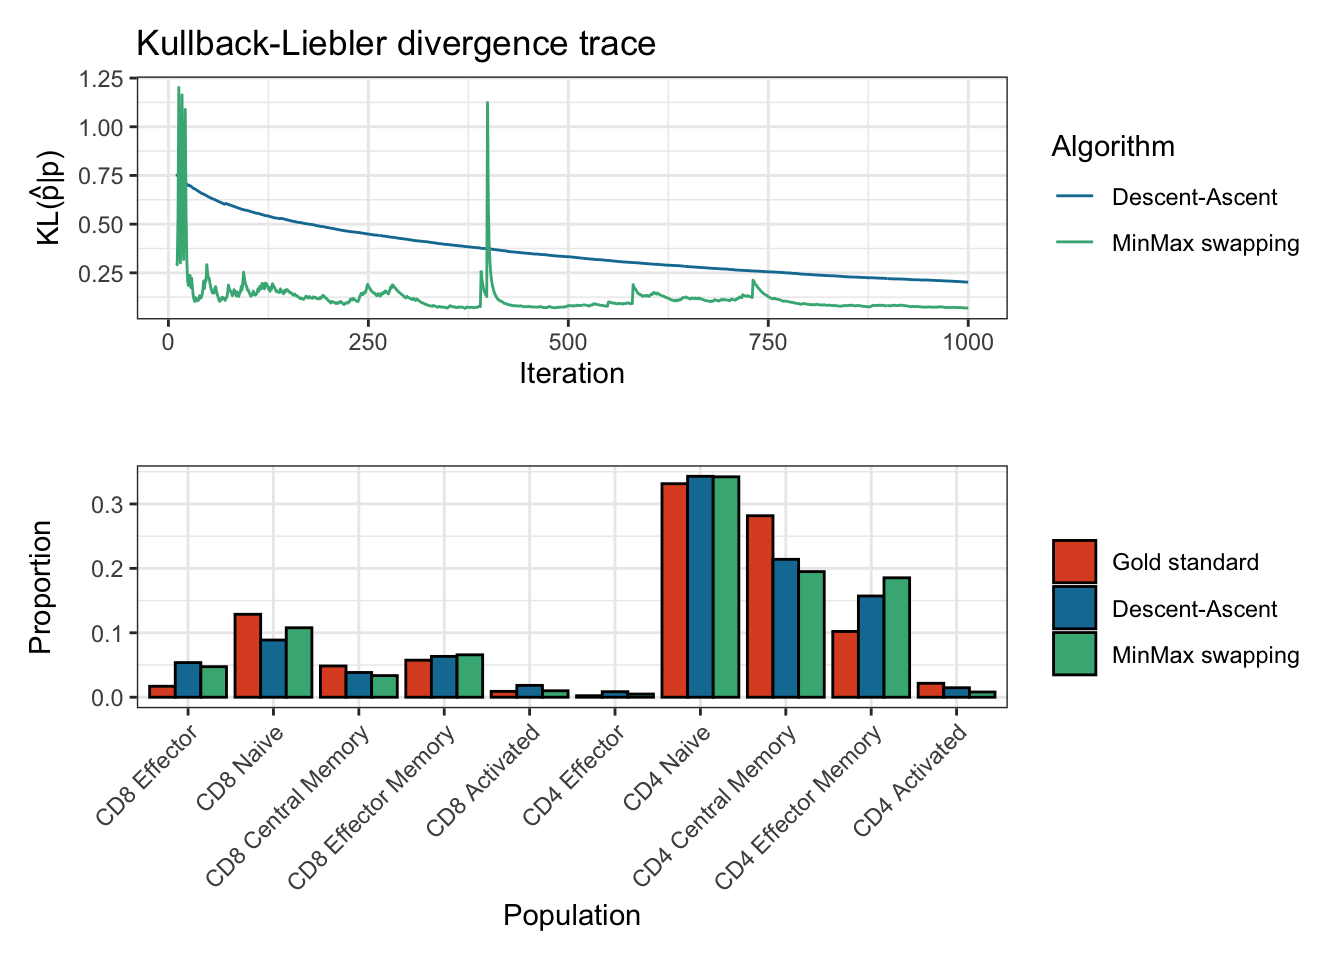 Kullback-Liebler divergence trace
KL(p̂|p)
1.25
1.00
0.75
0.50
0.25
0
250
500
750
1000
Iteration
Algorithm
Descent-Ascent
MinMax swapping
Proportion
0.3
0.2
0.1
0.0
CD8 Effector
CD8 Naive
CD8 Central Memory
CD8 Effector Memory
CD8 Activated
CD4 Effector
CD4 Naive
CD4 Central Memory
CD4 Effector Memory
CD4 Activated
Population
Gold standard
Descent-Ascent
MinMax swapping